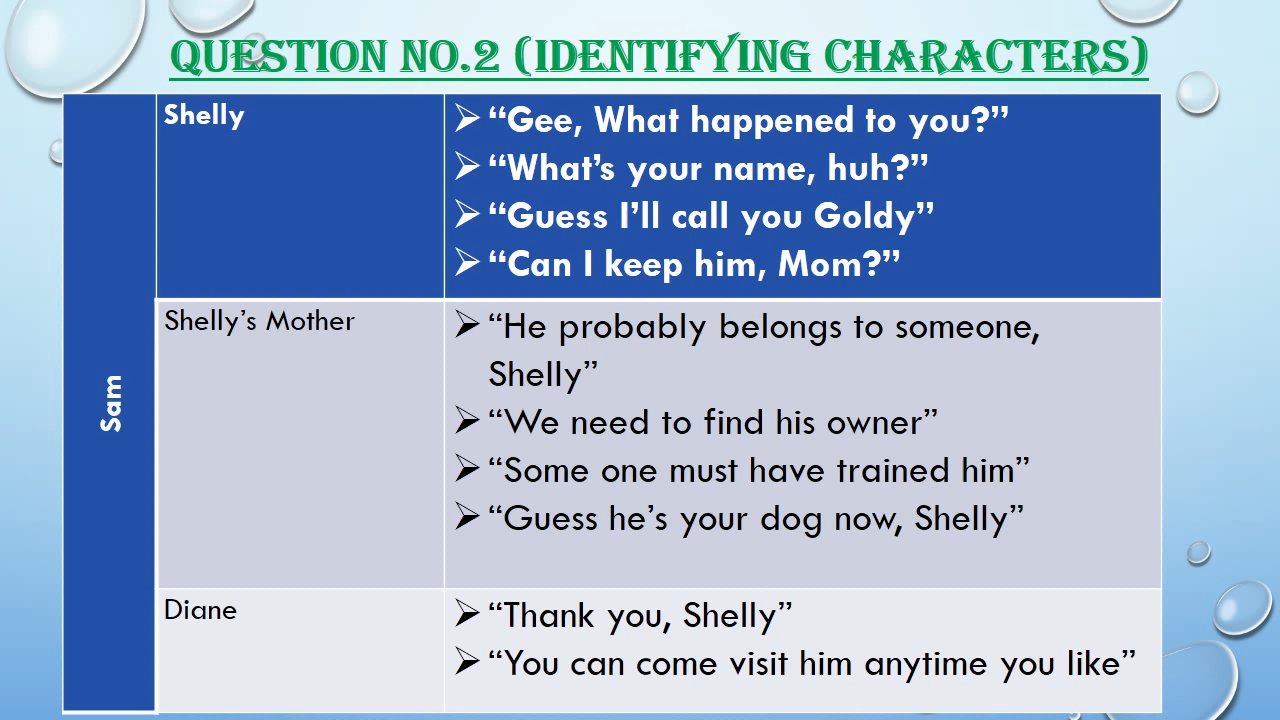 QUESTION NO.2 (IDENTIFYING CHARACTERS)
Sam
Shelly
➢ “Gee, What happened to you?”
➢ “What’s your name, huh?”
➢ “Guess I’ll call you Goldy”
➢ “Can I keep him, Mom?”
Shelly’s Mother
➢ “He probably belongs to someone,
Shelly”
➢ “We need to find his owner”
➢ “Some one must have trained him”
➢ “Guess he’s your dog now, Shelly”
Diane
➢ “Thank you, Shelly”
➢ “You can come visit him anytime you like”